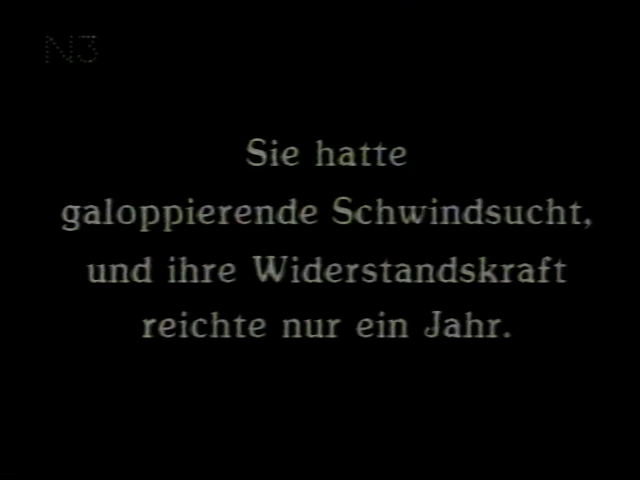 N3
Sie hatte
galoppierende Schwindsucht,
und ihre Widerstandskraft
reichte nur ein Jahr.